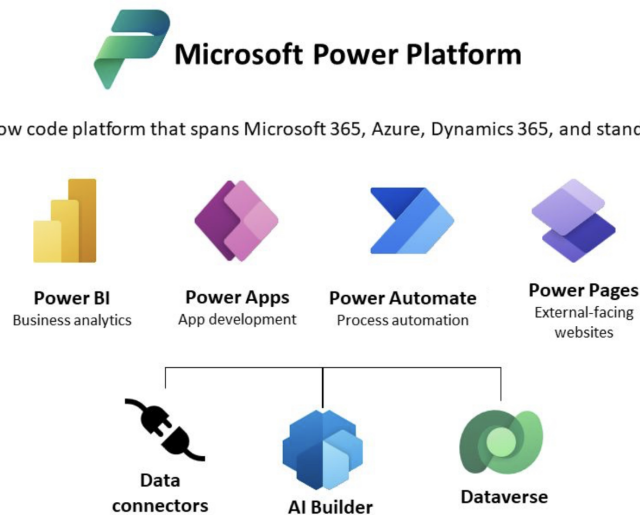 Microsoft Power Platform
ow code platform that spans Microsoft 365, Azure, Dynamics 365, and stand
Power BI
Business analytics
Power Apps
App development
Power Automate
Process automation
Power Pages
External-facing
websites
Data
connectors
AI Builder
Dataverse